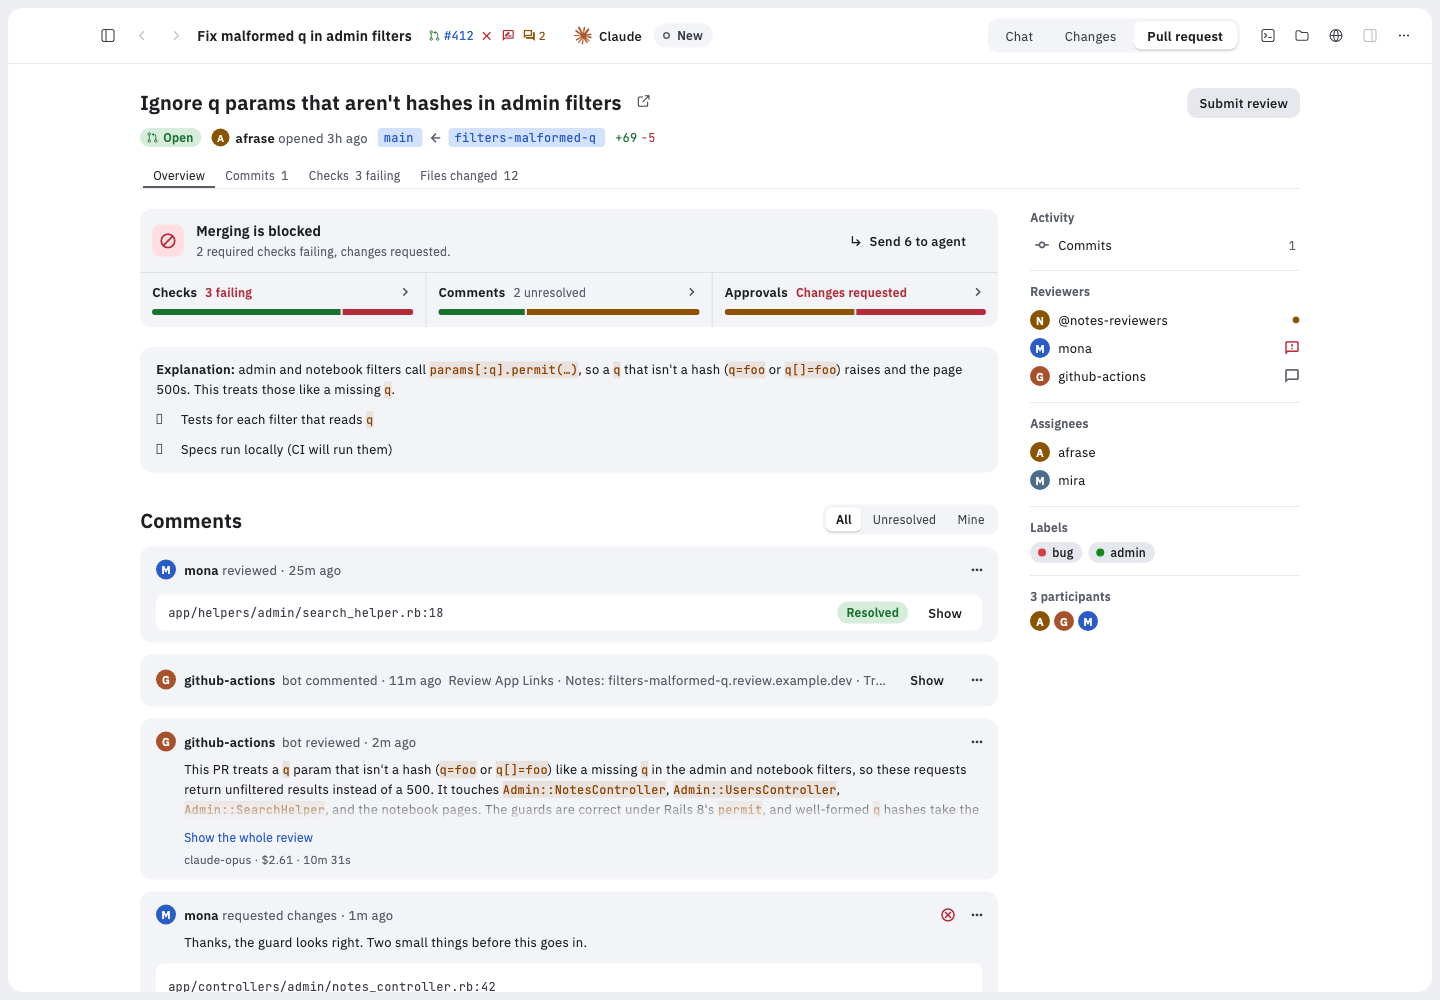 Fix malformed q in admin filters #412 2 Claude New Chat Changes Pull request
Ignore q params that aren't hashes in admin filters Submit review
Open A afrase opened 3h ago main ← filters-malformed-q +69 -5
Overview Commits 1 Checks 3 failing Files changed 12
Merging is blocked
2 required checks failing, changes requested.
Send 6 to agent
Checks 3 failing
Comments 2 unresolved
Approvals Changes requested
Explanation: admin and notebook filters call params[:q].permit(…), so a q that isn't a hash (q=foo or q[]=foo) raises and the page
500s. This treats those like a missing q.
Tests for each filter that reads q
Specs run locally (CI will run them)
Comments
All Unresolved Mine
M mona reviewed · 25m ago
app/helpers/admin/search_helper.rb:18 Resolved Show
G github-actions bot commented · 11m ago Review App Links · Notes: filters-malformed-q.review.example.dev · Tr… Show
G github-actions bot reviewed · 2m ago
This PR treats a q param that isn't a hash (q=foo or q[]=foo) like a missing q in the admin and notebook filters, so these requests
return unfiltered results instead of a 500. It touches Admin::NotesController, Admin::UsersController,
Admin::SearchHelper, and the notebook pages. The guards are correct under Rails 8's permit, and well-formed q hashes take the
Show the whole review
claude-opus · $2.61 · 10m 31s
M mona requested changes · 1m ago
Thanks, the guard looks right. Two small things before this goes in.
app/controllers/admin/notes_controller.rb:42
Activity
Commits 1
Reviewers
N @notes-reviewers
M mona
G github-actions
Assignees
A afrase
M mira
Labels
bug admin
3 participants
A G M